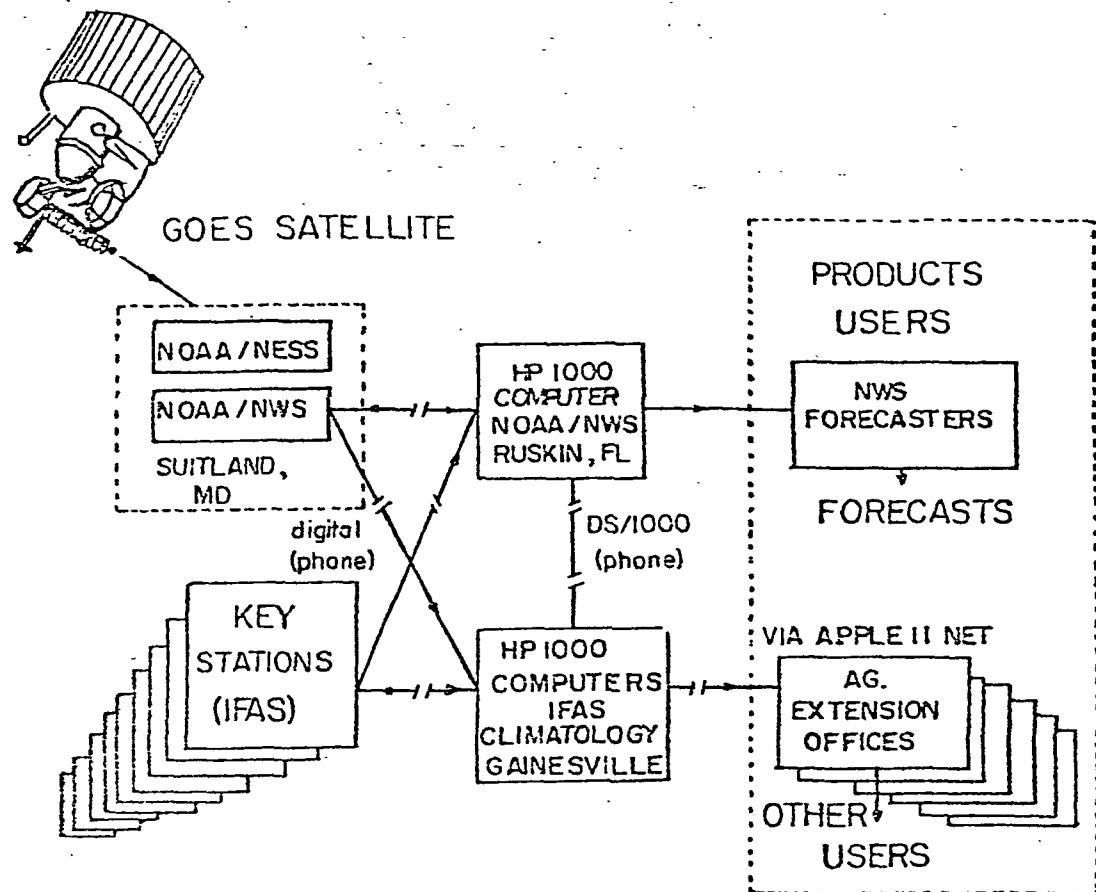 GOES SATELLITE
NOAA/NESS
NOAA/NWS
SUITLAND,
MD
digital
(phone)
KEY
STATIONS
(IFAS)
HP 1000
COMPUTER
NOAA/NWS
RUSKIN, FL
DS/1000
(phone)
HP 1000
COMPUTERS
IFAS
CLIMATOLOGY
GAINESVILLE
PRODUCTS
USERS
NWS
FORECASTERS
FORECASTS
VIA APPLE II NET
AG.
EXTENSION
OFFICES
OTHER
USERS